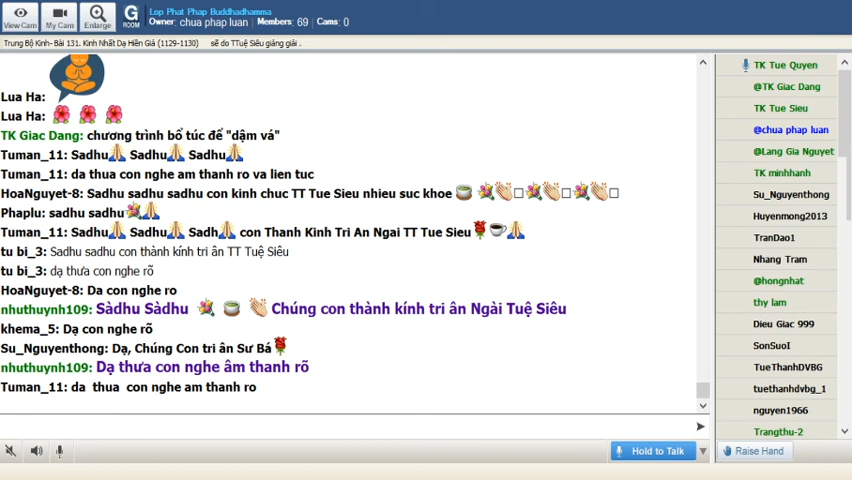 View Cam
My Cam
Enlarge
G
ROOM
Lop Phat Phap Buddhadhamma
Owner: chua phap luan Members: 69 Cams: 0
Trung Bộ Kinh- Bài 131. Kinh Nhất Dạ Hiền Giả (1129-1130) sẽ do TTuệ Siêu giảng giải .
Lua Ha:
Lua Ha:
TK Giac Dang: chương trình bổ túc để "dậm vá"
Tuman_11: Sadhu Sadhu Sadhu
Tuman_11: da thua con nghe am thanh ro va lien tuc
HoaNguyet-8: Sadhu sadhu sadhu con kinh chuc TT Tue Sieu nhieu suc khoe
Phaplu: sadhu sadhu
Tuman_11: Sadhu Sadhu Sadh con Thanh Kinh Tri An Ngai TT Tue Sieu
tu bi_3: Sadhu sadhu con thành kính tri ân TT Tuệ Siêu
tu bi_3: dạ thưa con nghe rõ
HoaNguyet-8: Da con nghe ro
nhuthuynh109: Sàdhu Sàdhu Chúng con thành kính tri ân Ngài Tuệ Siêu
khema_5: Dạ con nghe rõ
Su_Nguyenthong: Dạ, Chúng Con tri ân Sư Bá
nhuthuynh109: Dạ thưa con nghe âm thanh rõ
Tuman_11: da thua con nghe am thanh ro
Hold to Talk
TK Tue Quyen
@TK Giac Dang
TK Tue Sieu
@chua phap luan
@Lang Gia Nguyet
TK minhhanh
Su_Nguyenthong
Huyenmong2013
TranDao1
Nhang Tram
@hongnhat
thy lam
Dieu Giac 999
SonSuoI
TueThanhDVBG
tuethanhdvbg_1
nguyen1966
Trangthu-2
Raise Hand